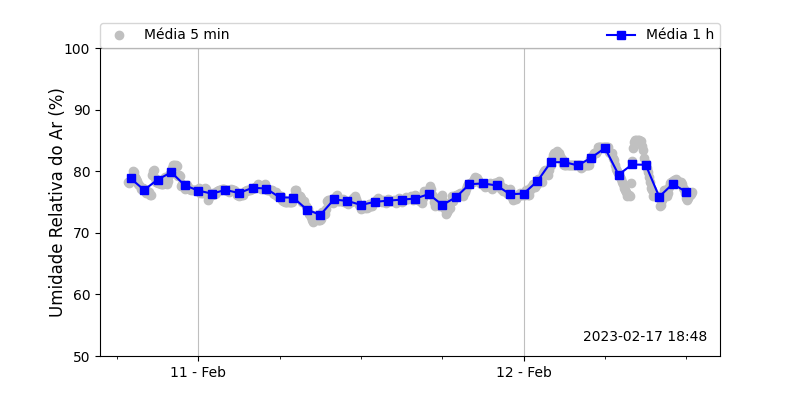 Média 5 min
Média 1 h
100
90
80
70
60
50
Umidade Relativa do Ar (%)
2023-02-17 18:48
11 - Feb
12 - Feb